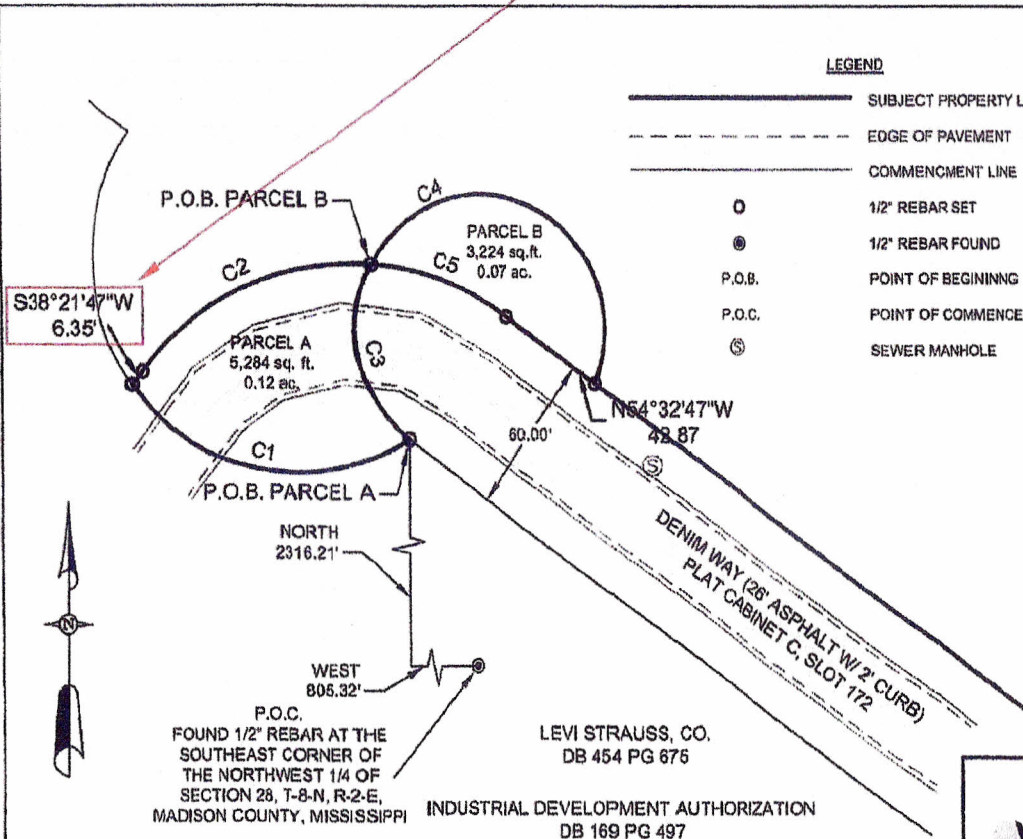 LEGEND
SUBJECT PROPERTY L
EDGE OF PAVEMENT
COMMENCMENT LINE
1/2" REBAR SET
1/2" REBAR FOUND
P.O.B. POINT OF BEGININNG
P.O.C. POINT OF COMMENCE
S SEWER MANHOLE
P.O.B. PARCEL B
C4
PARCEL B
3,224 sq.ft.
0.07 ac.
C5
C2
S38°21'47"W
6.35'
PARCEL A
5,284 sq. ft.
0.12 ac.
C3
C1
P.O.B. PARCEL A
60.00'
N54°32'47"W
42.87
S
NORTH
2316.21'
N
WEST
805.32'
P.O.C.
FOUND 1/2" REBAR AT THE
SOUTHEAST CORNER OF
THE NORTHWEST 1/4 OF
SECTION 28, T-8-N, R-2-E,
MADISON COUNTY, MISSISSIPPI
DENIM WAY (26' ASPHALT W/ 2' CURB)
PLAT CABINET C, SLOT 172
LEVI STRAUSS, CO.
DB 454 PG 675
INDUSTRIAL DEVELOPMENT AUTHORIZATION
DB 169 PG 497